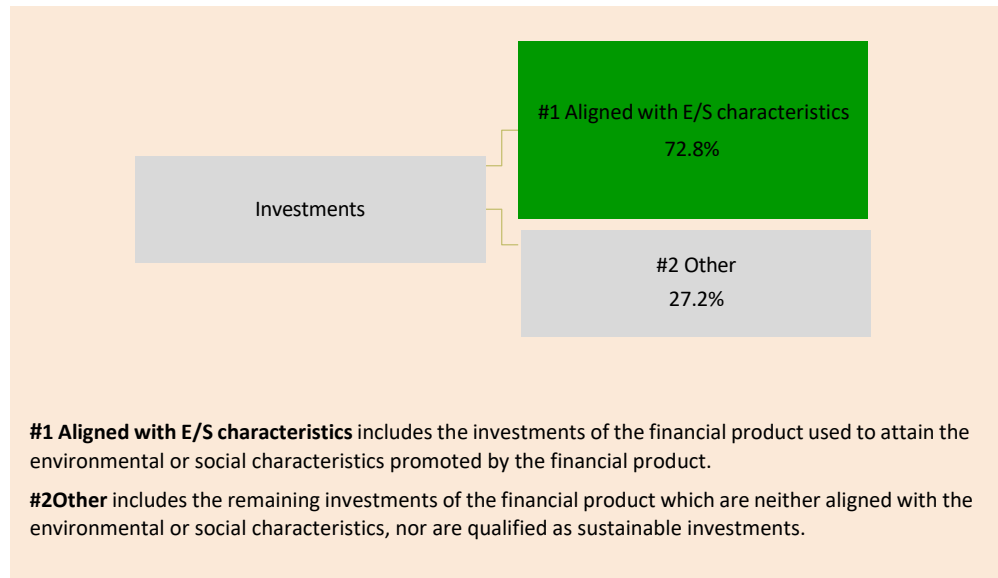 #1 Aligned with E/S characteristics
72.8%
Investments
#2 Other
27.2%
#1 Aligned with E/S characteristics includes the investments of the financial product used to attain the
environmental or social characteristics promoted by the financial product.
#2Other includes the remaining investments of the financial product which are neither aligned with the
environmental or social characteristics, nor are qualified as sustainable investments.